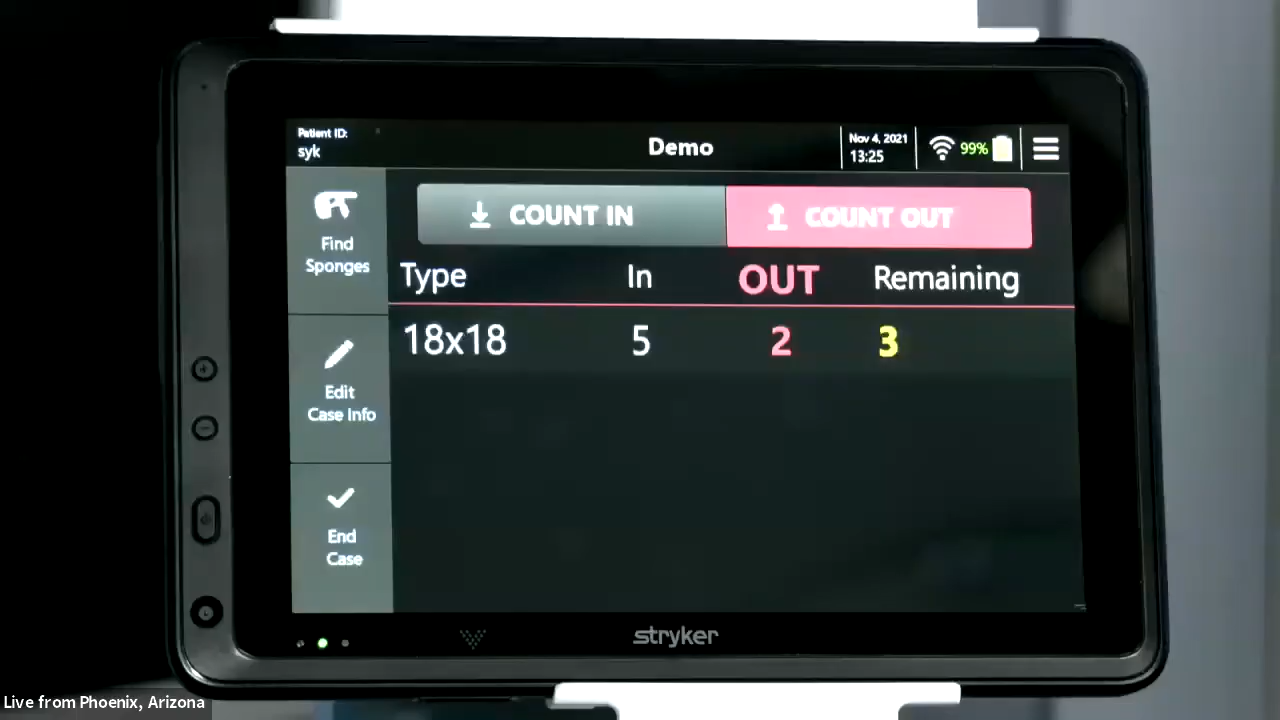 Patient ID:
syk
Demo
Nov 4, 2021
13:25
99%
COUNT IN
COUNT OUT
Find
Sponges
Type In OUT Remaining
18x18 5 2 3
Edit
Case Info
End
Case
stryker
Live from Phoenix, Arizona